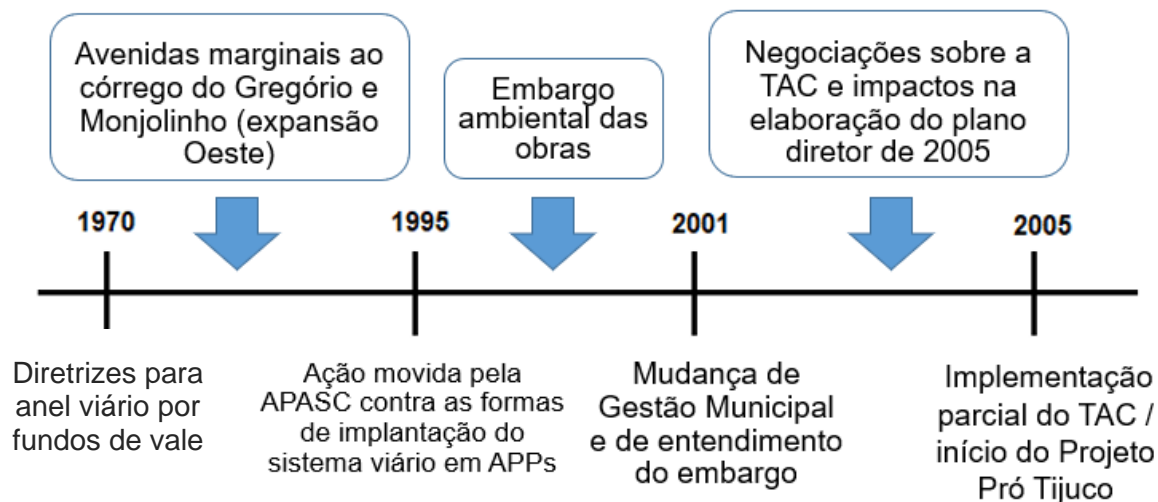 Avenidas marginais ao
córrego do Gregório e
Monjolinho (expansão
Oeste)
Embargo
ambiental das
obras
Negociações sobre a
TAC e impactos na
elaboração do plano
diretor de 2005
1970
1995
2001
2005
Diretrizes para
anel viário por
fundos de vale
Ação movida pela
APASC contra as formas
de implantação do
sistema viário em APPs
Mudança de
Gestão Municipal
e de entendimento
do embargo
Implementação
parcial do TAC /
início do Projeto
Pró Tijuco